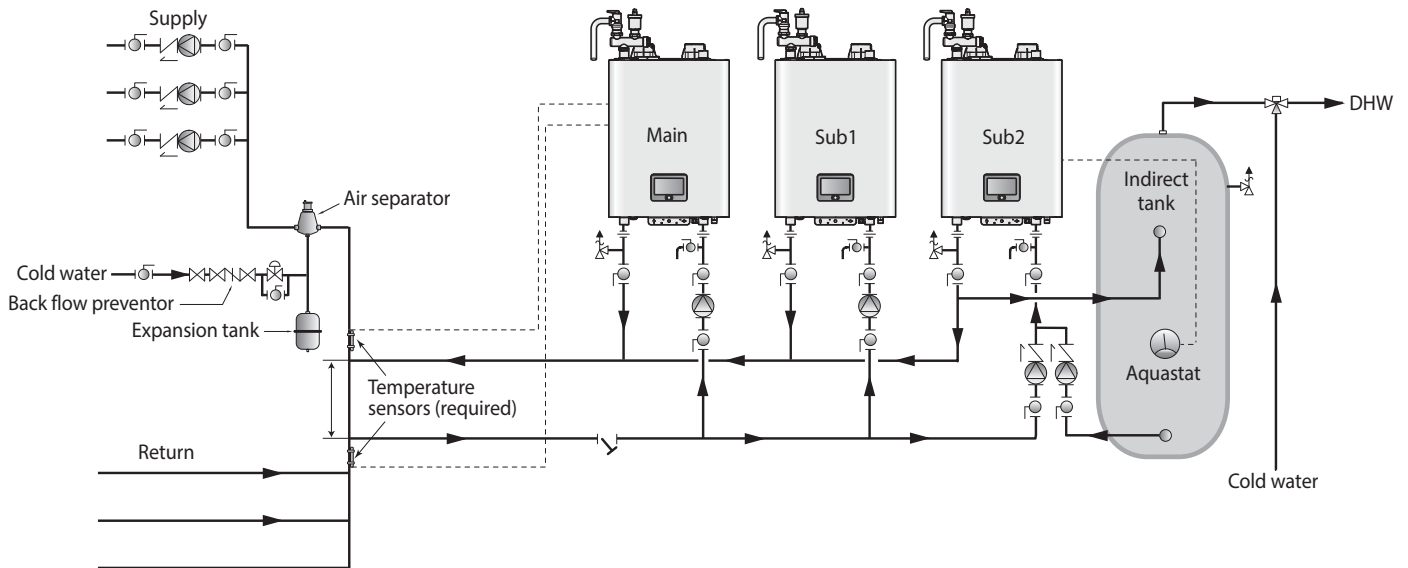 Supply
DHW
Main
Sub1
Sub2
Indirect
tank
Air separator
Cold water
Back flow preventor
Expansion tank
Temperature
sensors (required)
Aquastat
Return
Cold water